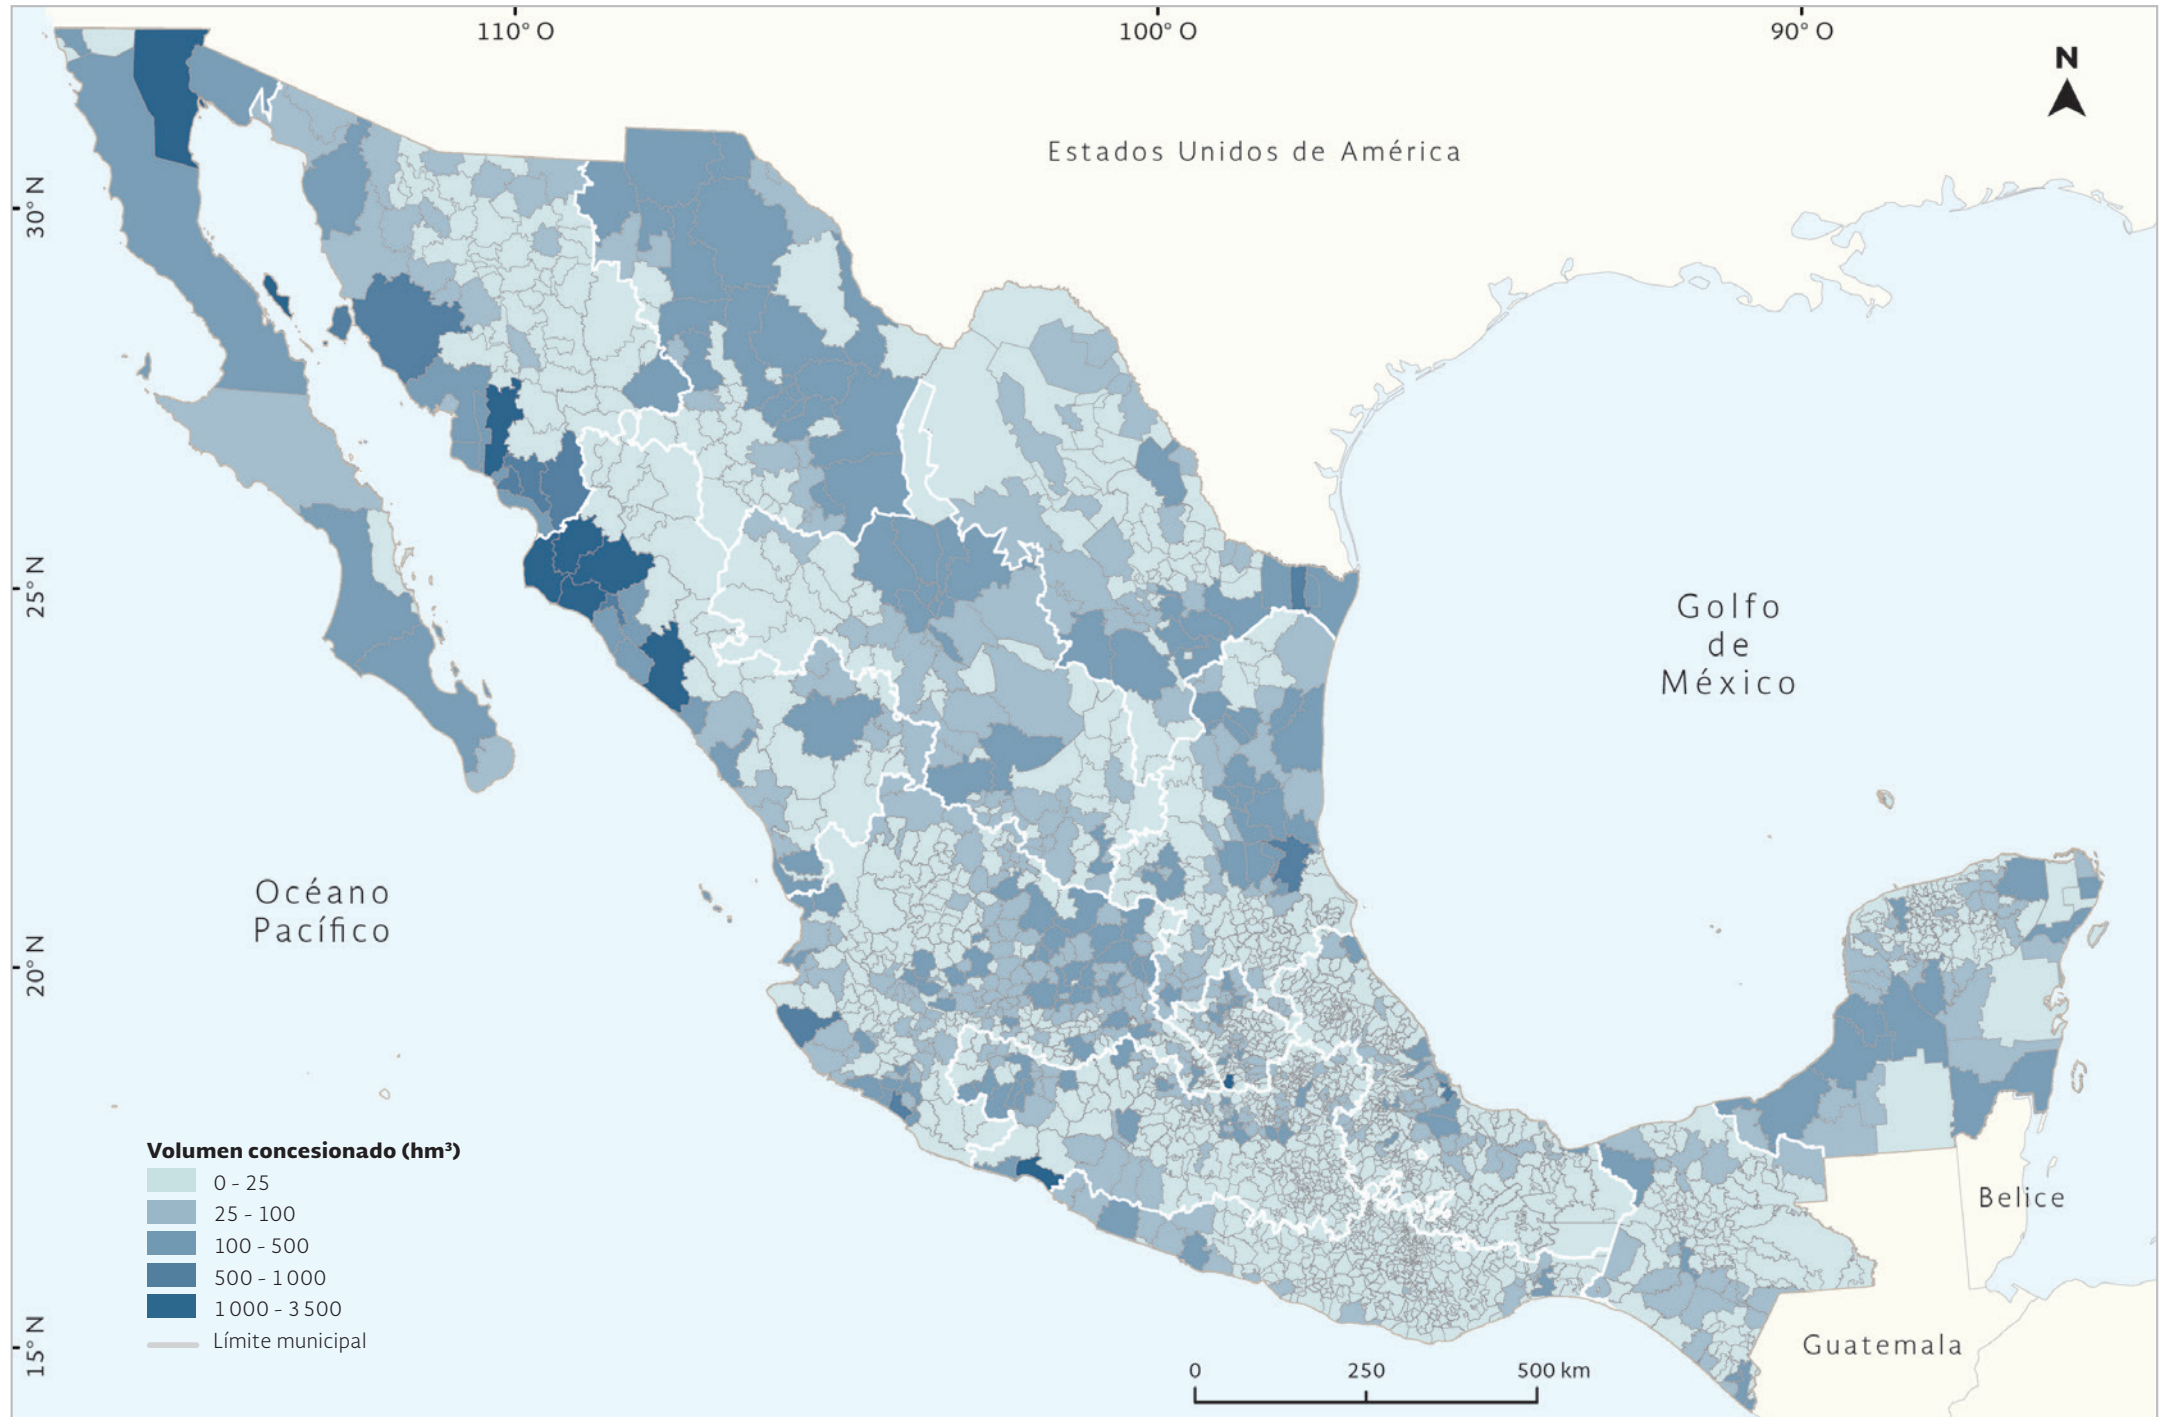 110° O
100° O
90° O
N
Estados Unidos de América
30° N
25° N
20° N
15° N
Golfo
de
México
Océano
Pacífico
Belice
Guatemala
Volumen concesionado (hm³)
0 - 25
25 - 100
100 - 500
500 - 1 000
1 000 - 3 500
Límite municipal
0 250 500 km